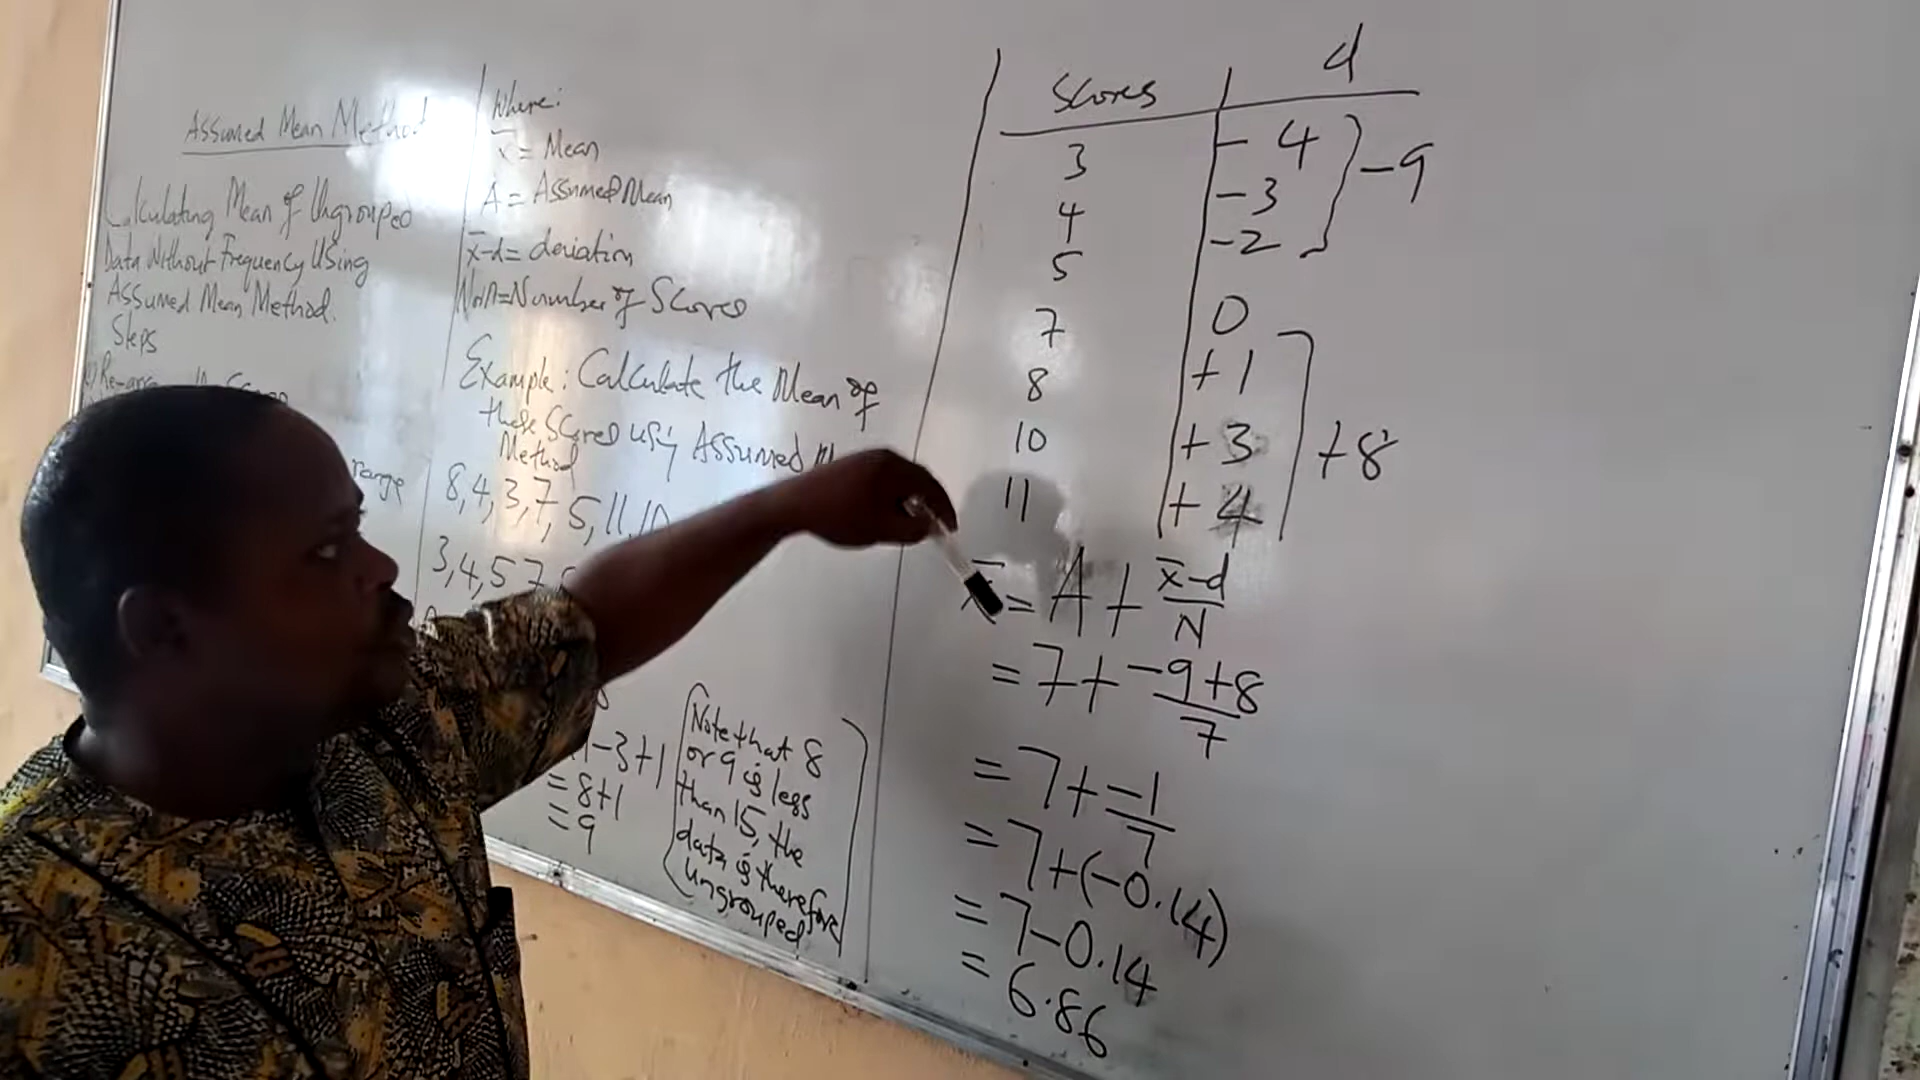 Assumed Mean Method
Calculating Mean of Ungrouped
Data Without Frequency Using
Assumed Mean Method.
Steps
range
Where:
x̄ = Mean
A = Assumed Mean
x̄-d = deviation
N or n = Number of Scores
Example: Calculate the Mean of
these Scores using Assumed
Method
8, 4, 3, 7, 5, 11, 10
3, 4, 5, 7,
-3+1
= 8+1
= 9
Note that 8
or 9 is less
than 15, the
data is therefore
Ungrouped
Scores d
3 -4
4 -3 -9
5 -2
7 0
8 +1
10 +3 +8
11 +4
x̄ = A + x̄-d/N
= 7 + -9+8/7
= 7 + -1/7
= 7+(-0.14)
= 7-0.14
= 6.86